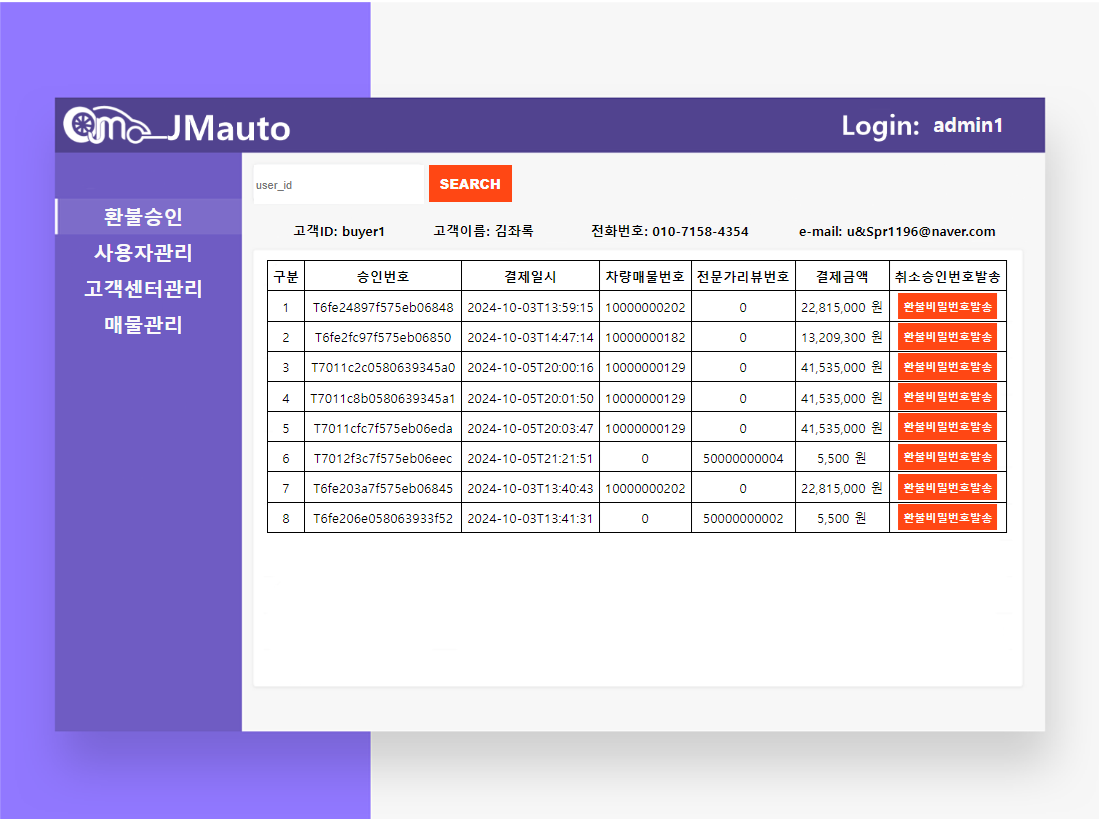 JMauto
Login: admin1
user_id SEARCH
환불승인
사용자관리
고객센터관리
매물관리
고객ID: buyer1 고객이름: 김좌록 전화번호: 010-7158-4354 e-mail: u&Spr1196@naver.com
구분 승인번호 결제일시 차량매물번호 전문가리뷰번호 결제금액 취소승인번호발송
1 T6fe24897f575eb06848 2024-10-03T13:59:15 10000000202 0 22,815,000 원 환불비밀번호발송
2 T6fe2fc97f575eb06850 2024-10-03T14:47:14 10000000182 0 13,209,300 원 환불비밀번호발송
3 T7011c2c0580639345a0 2024-10-05T20:00:16 10000000129 0 41,535,000 원 환불비밀번호발송
4 T7011c8b0580639345a1 2024-10-05T20:01:50 10000000129 0 41,535,000 원 환불비밀번호발송
5 T7011cfc7f575eb06eda 2024-10-05T20:03:47 10000000129 0 41,535,000 원 환불비밀번호발송
6 T7012f3c7f575eb06eec 2024-10-05T21:21:51 0 50000000004 5,500 원 환불비밀번호발송
7 T6fe203a7f575eb06845 2024-10-03T13:40:43 10000000202 0 22,815,000 원 환불비밀번호발송
8 T6fe206e058063933f52 2024-10-03T13:41:31 0 50000000002 5,500 원 환불비밀번호발송